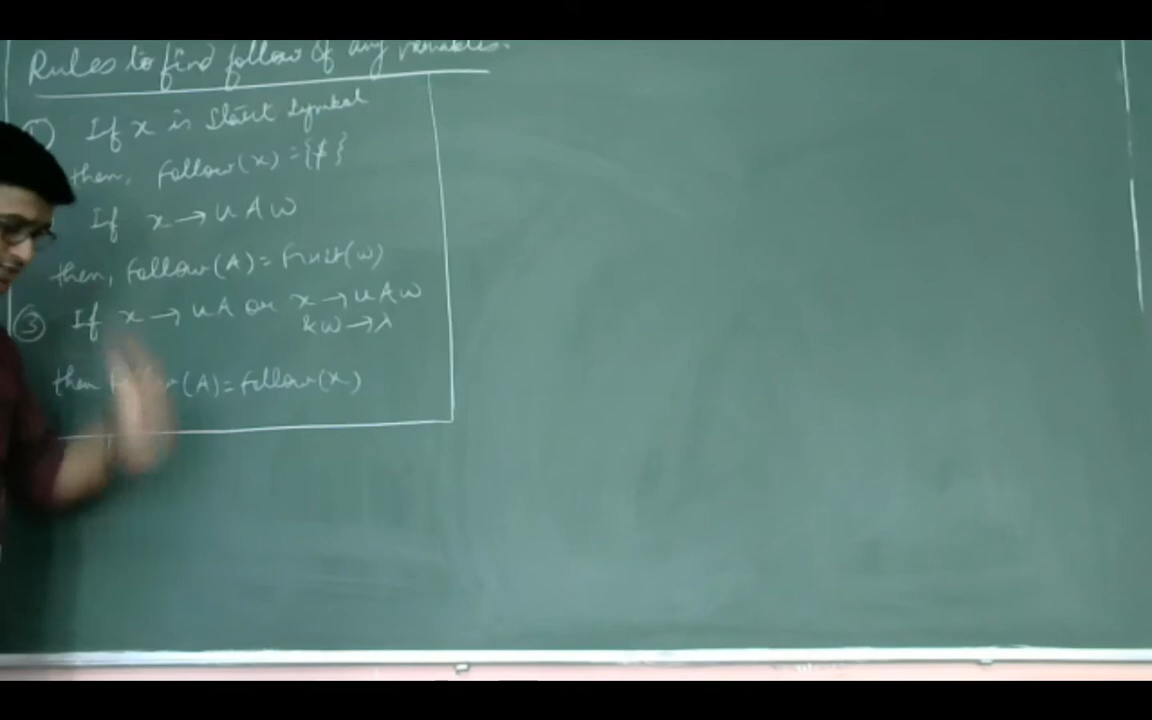 Rules to find follow of any variables.
① If x is Start Symbol
then, Follow(x) = {$}
If x → u A w
then, Follow(A) = First(w)
③ If x → uA or x → uAw
& w → λ
then (A) = Follow(x)